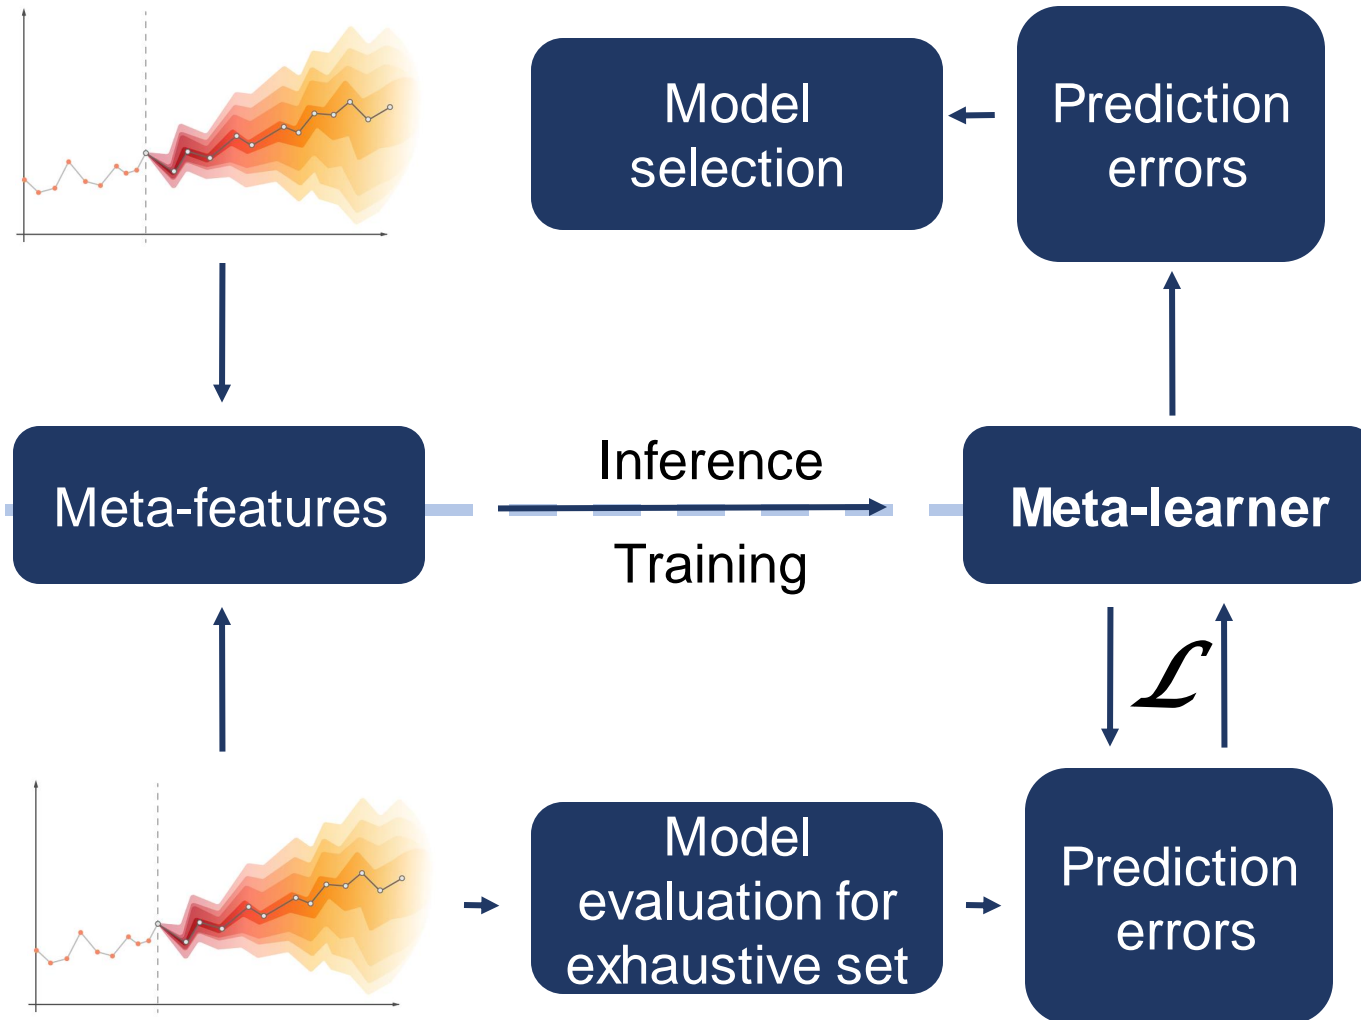 Model
selection
Prediction
errors
Meta-features
Inference
Training
Meta-learner
ℒ
Model
evaluation for
exhaustive set
Prediction
errors